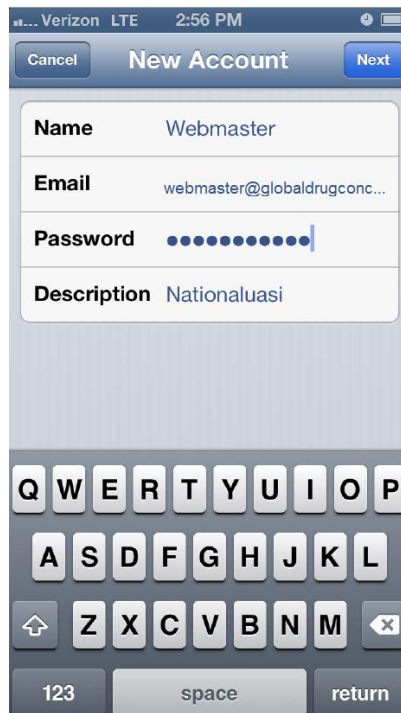 Verizon LTE 2:56 PM
Cancel New Account Next
Name Webmaster
Email webmaster@globaldrugconc...
Password ●●●●●●●●●●●
Description Nationaluasi
Q W E R T Y U I O P
A S D F G H J K L
Z X C V B N M
123 space return